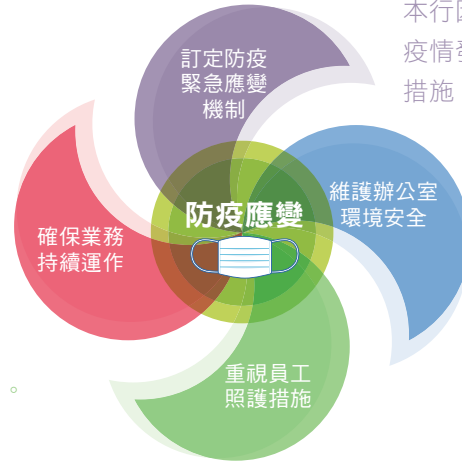 本行因
疫情發
措施
訂定防疫
緊急應變
機制
防疫應變
維護辦公室
環境安全
確保業務
持續運作
重視員工
照護措施
。